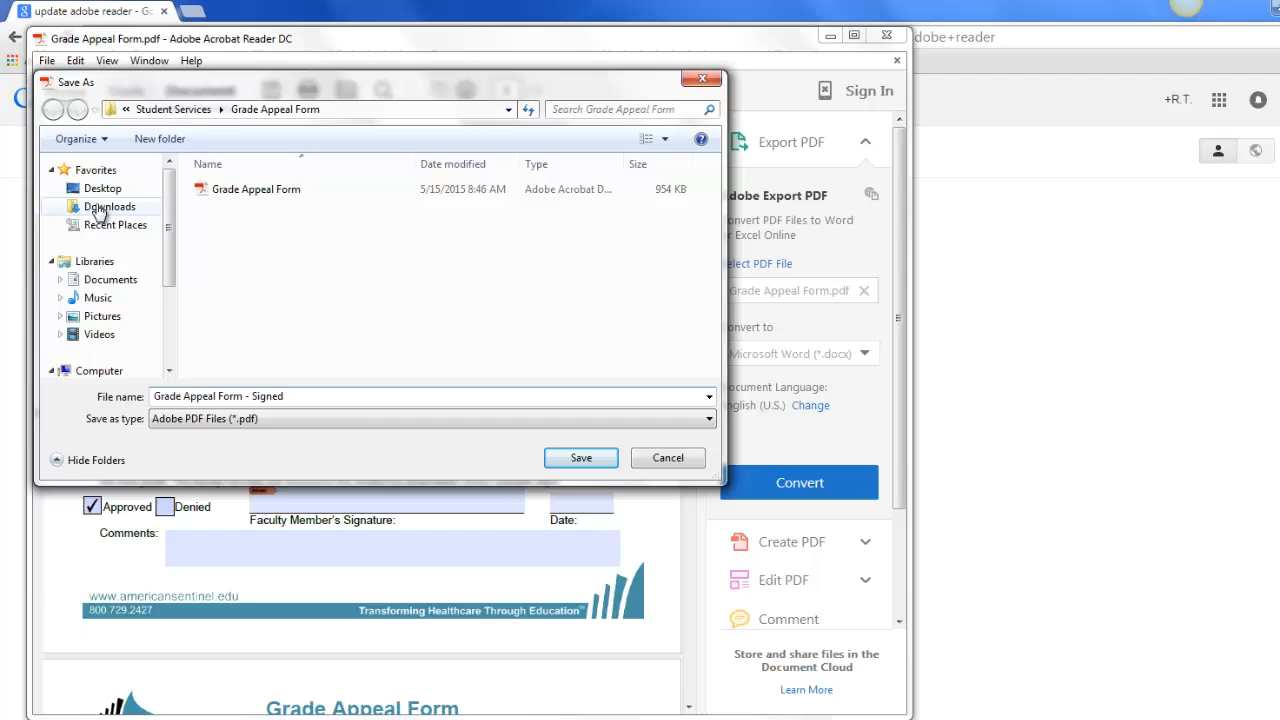 update adobe reader - Go
Grade Appeal Form.pdf - Adobe Acrobat Reader DC
dobe+reader
File Edit View Window Help
Save As
Sign In
Student Services Grade Appeal Form
Search Grade Appeal Form
+R.T.
Organize New folder
Export PDF
Name Date modified Type Size
Favorites
Desktop
Grade Appeal Form 5/15/2015 8:46 AM Adobe Acrobat D... 954 KB
Downloads
Recent Places
Libraries
Documents
Music
Pictures
Videos
Computer
Adobe Export PDF
Convert PDF Files to Word
r Excel Online
elect PDF File
Grade Appeal Form.pdf
onvert to
Microsoft Word (*.docx)
ocument Language:
nglish (U.S.) Change
File name: Grade Appeal Form - Signed
Save as type: Adobe PDF Files (*.pdf)
Hide Folders Save Cancel
Convert
Approved Denied
Faculty Member's Signature: Date:
Comments:
Create PDF
Edit PDF
Comment
www.americansentinel.edu
800.729.2427 Transforming Healthcare Through Education
Store and share files in the
Document Cloud
Learn More
Grade Appeal Form